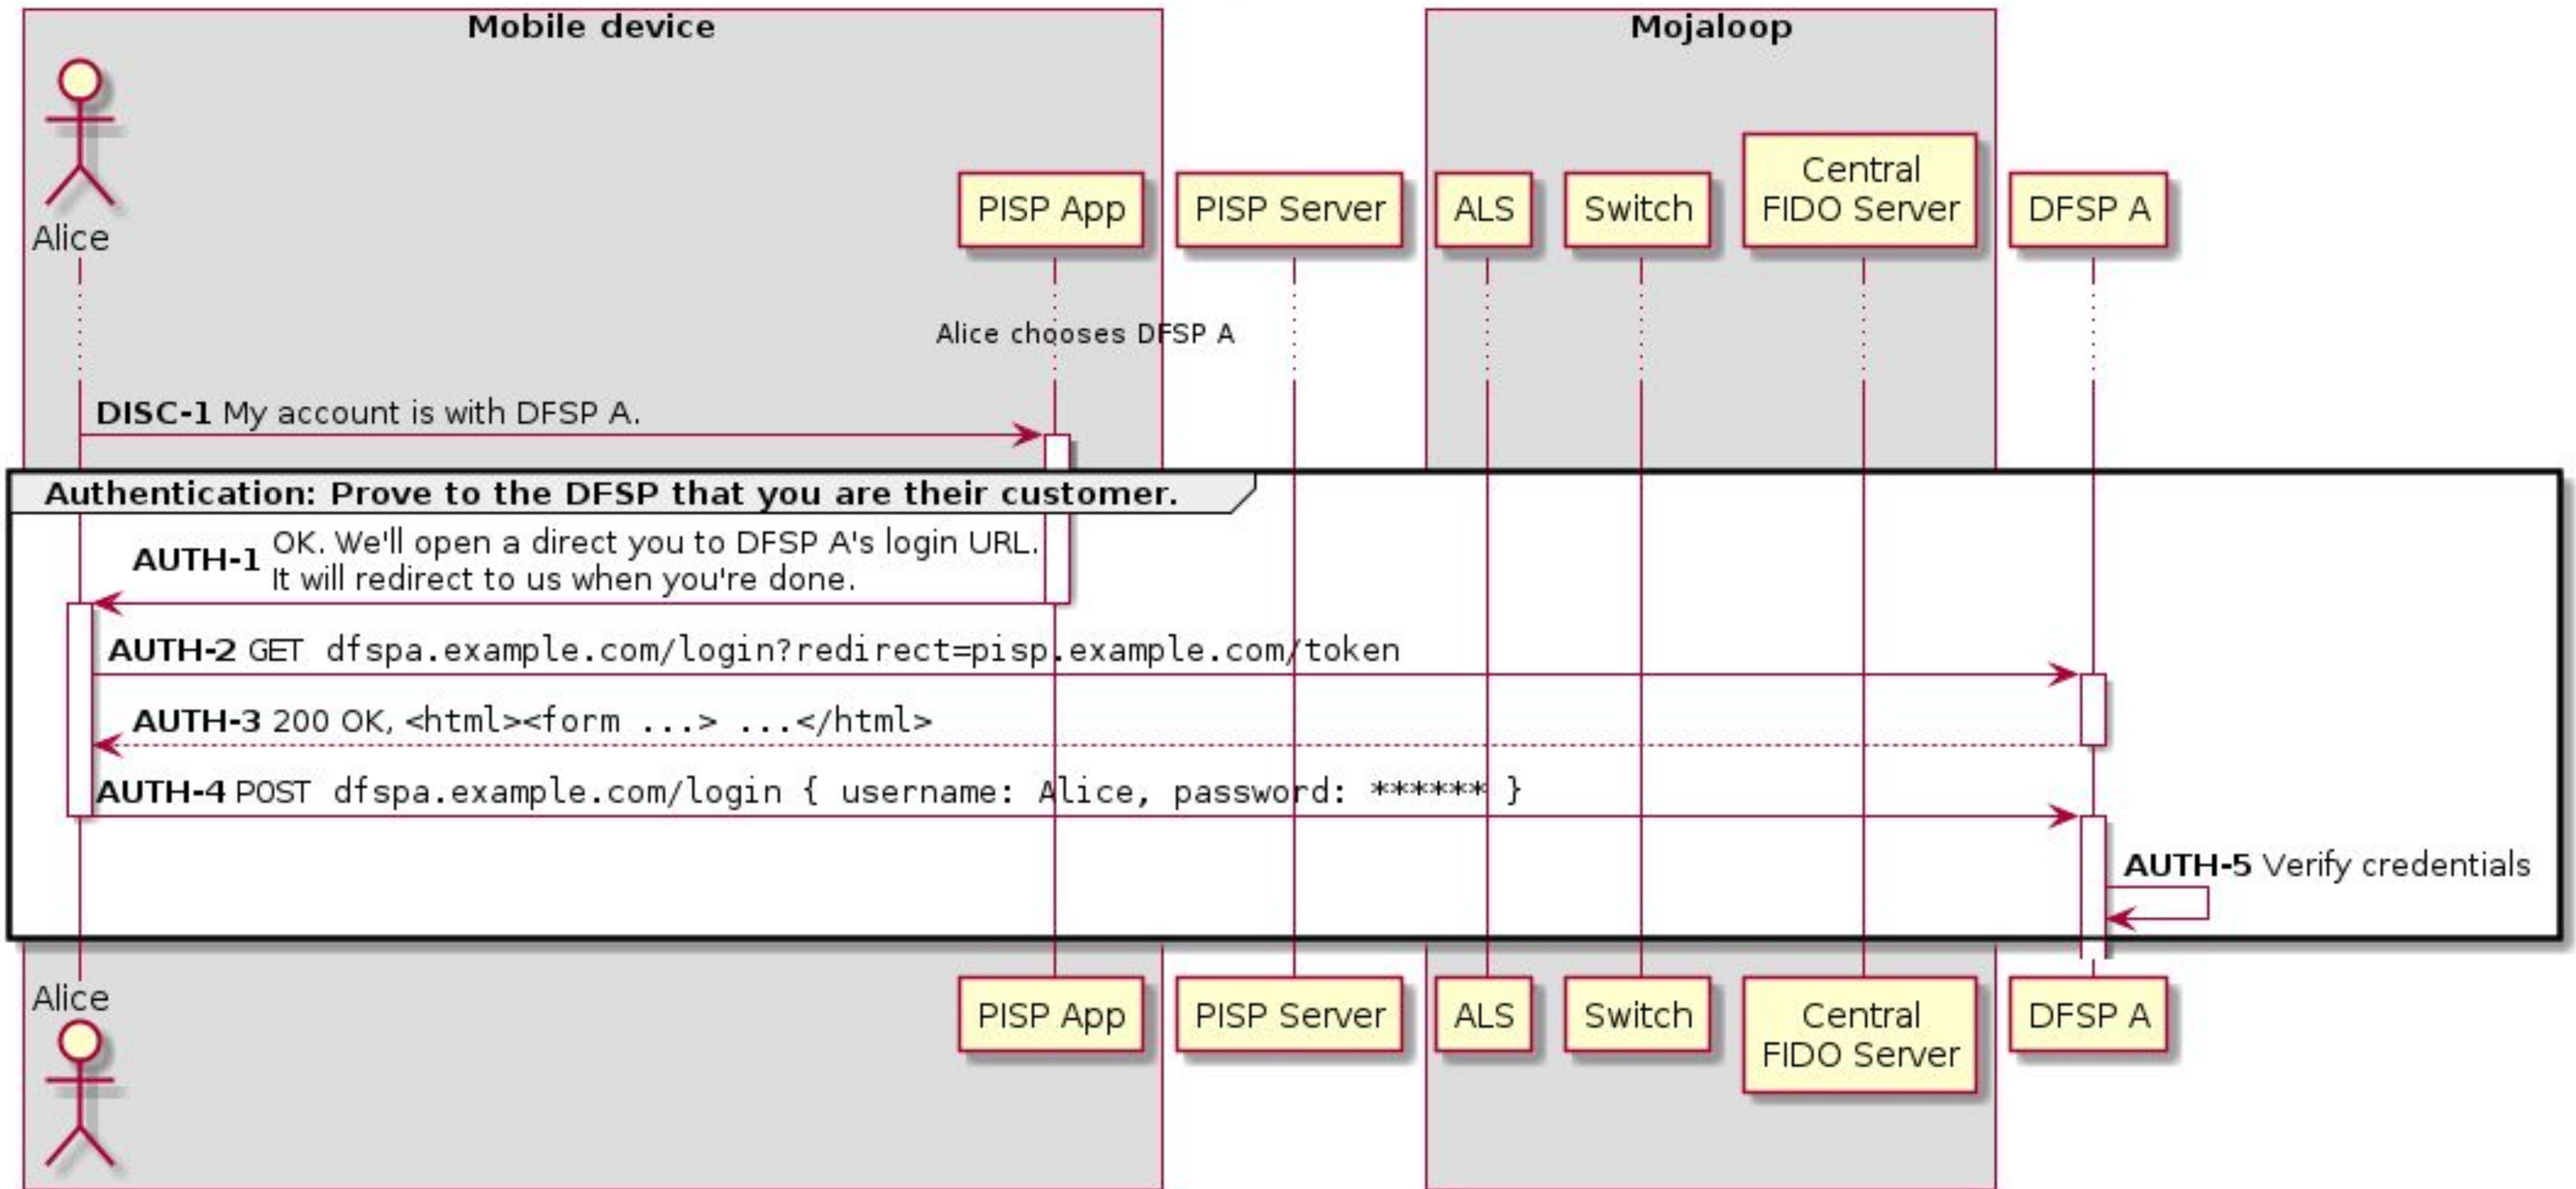 Mobile device
Mojaloop
Alice
PISP App
PISP Server
ALS
Switch
Central
FIDO Server
DFSP A
Alice chooses DFSP A
DISC-1 My account is with DFSP A.
Authentication: Prove to the DFSP that you are their customer.
AUTH-1 OK. We'll open a direct you to DFSP A's login URL.
It will redirect to us when you're done.
AUTH-2 GET dfspa.example.com/login?redirect=pisp.example.com/token
AUTH-3 200 OK, <html><form ...> ...</html>
AUTH-4 POST dfspa.example.com/login { username: Alice, password: ****** }
AUTH-5 Verify credentials
Alice
PISP App
PISP Server
ALS
Switch
Central
FIDO Server
DFSP A